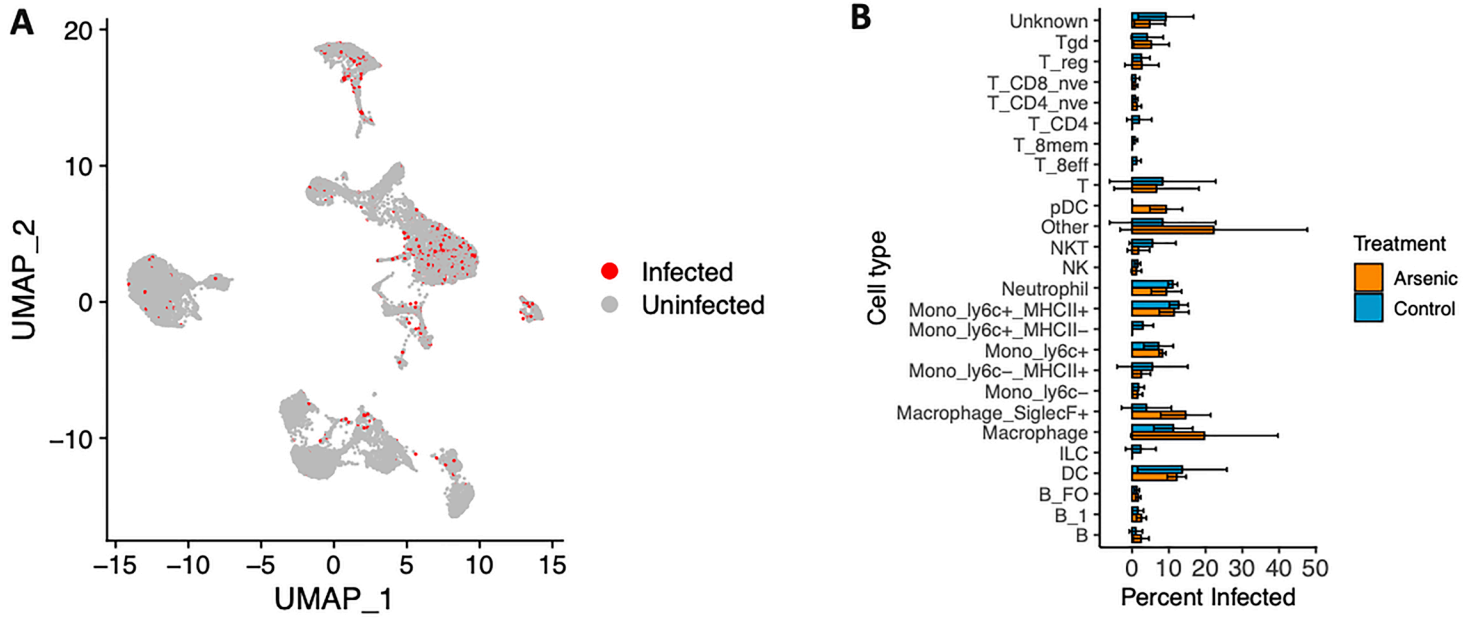 A
20
10
0
−10
UMAP_2
−15
−10
−5
0
5
10
15
UMAP_1
Infected
Uninfected
B
Cell type
Unknown
Tgd
T_reg
T_CD8_nve
T_CD4_nve
T_CD4
T_8mem
T_8eff
T
pDC
Other
NKT
NK
Neutrophil
Mono_ly6c+_MHCII+
Mono_ly6c+_MHCII−
Mono_ly6c+
Mono_ly6c−_MHCII+
Mono_ly6c−
Macrophage_SiglecF+
Macrophage
ILC
DC
B_FO
B_1
B
0 10 20 30 40 50
Percent Infected
Treatment
Arsenic
Control